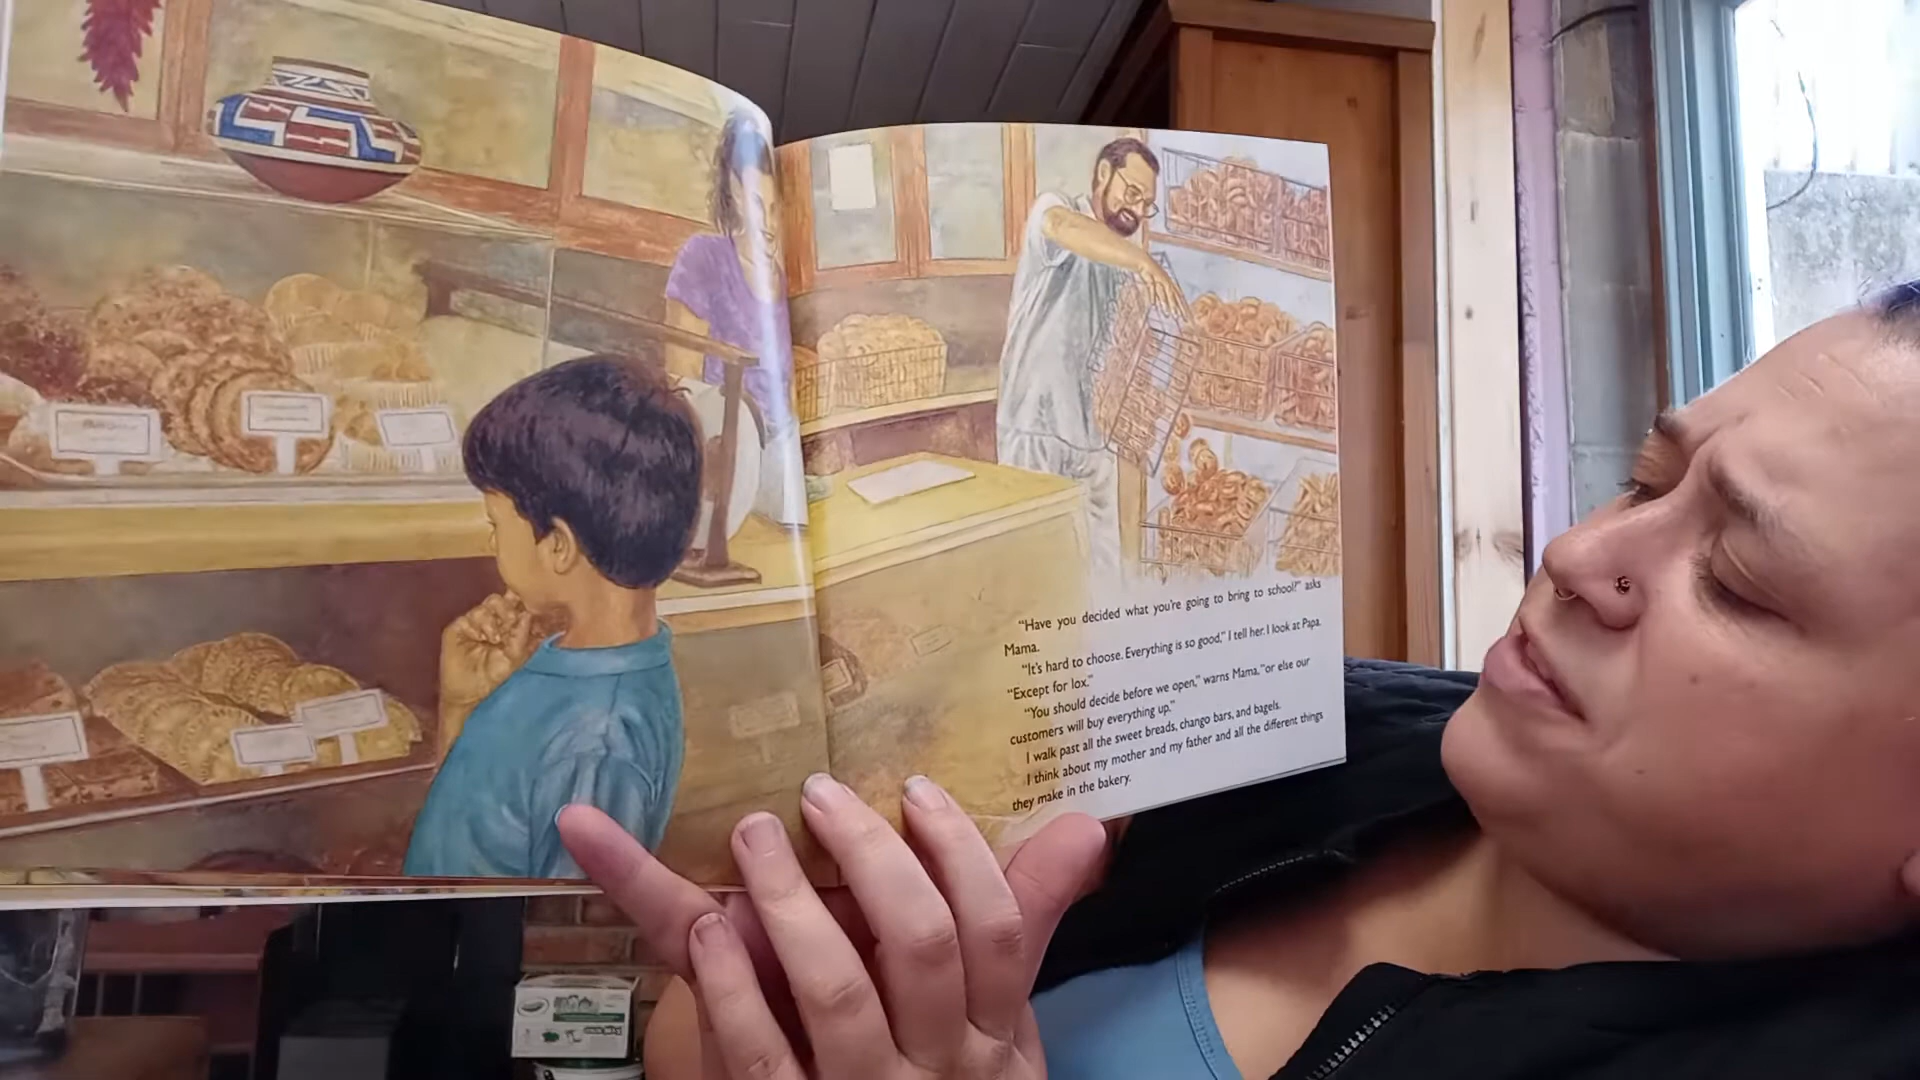 "Have you decided what you're going to bring to school?" asks
Mama.
"It's hard to choose. Everything is so good," I tell her. I look at Papa.
"Except for lox."
"You should decide before we open," warns Mama, "or else our
customers will buy everything up."
I walk past all the sweet breads, chango bars, and bagels.
I think about my mother and my father and all the different things
they make in the bakery.